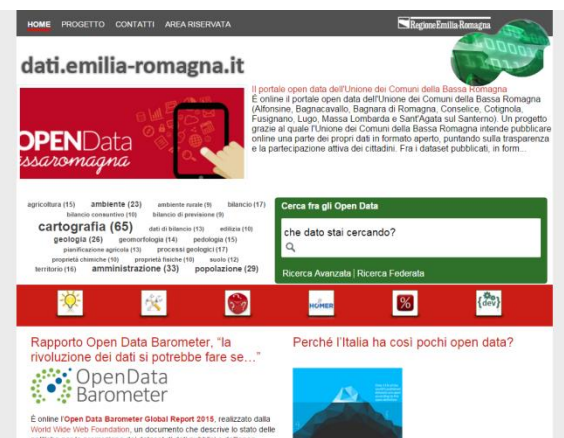 HOME PROGETTO CONTATTI AREA RISERVATA
RegioneEmilia-Romagna
dati.emilia-romagna.it
Il portale open data dell'Unione dei Comuni della Bassa Romagna
È online il portale open data dell'Unione dei Comuni della Bassa Romagna
(Alfonsine, Bagnacavallo, Bagnara di Romagna, Conselice, Cotignola,
Fusignano, Lugo, Massa Lombarda e Sant'Agata sul Santerno). Un progetto
grazie al quale l'Unione dei Comuni della Bassa Romagna intende pubblicare
online una parte dei propri dati in formato aperto, puntando sulla trasparenza
e la partecipazione attiva dei cittadini. Fra i dataset pubblicati, in form...
OPENData
ssaromagna
agricoltura (15) ambiente (23) ambiente rurale (9) bilancio (17)
bilancio consuntivo (10) bilancio di previsione (9)
cartografia (65) dati di bilancio (13) edilizia (10)
geologia (26) geomorfologia (14) pedologia (15)
pianificazione agricola (13) processi geologici (17)
proprietà chimiche (10) proprietà fisiche (10) suolo (12)
territorio (16) amministrazione (33) popolazione (29)
Cerca fra gli Open Data
che dato stai cercando?
Ricerca Avanzata | Ricerca Federata
HOMER
%
{dev}
Rapporto Open Data Barometer, "la
rivoluzione dei dati si potrebbe fare se…"
OpenData
Barometer
È online l'Open Data Barometer Global Report 2015, realizzato dalla
World Wide Web Foundation, un documento che descrive lo stato delle
Perché l'Italia ha così pochi open data?